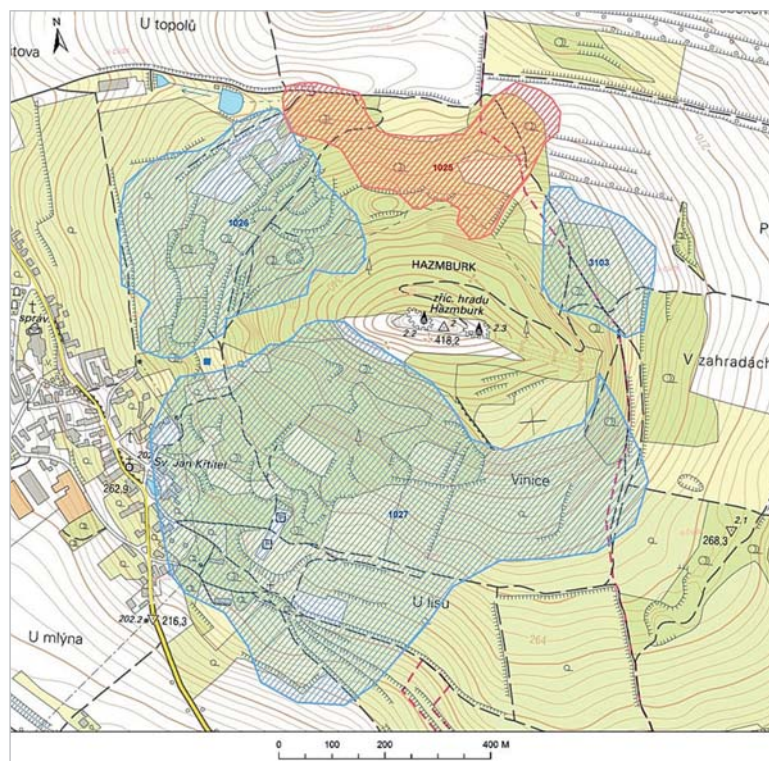 N
U topolů
1025
1026
3103
210
HAZMBURK
zříc. hradu
Hazmburk
2.2
2
2.3
418,2
správ.
V zahradách
Sv. Jan Křtitel
262,9
Vinice
1027
2.1
268,3
U lisů
U mlýna
202.2
216,3
264
0 100 200 400 M